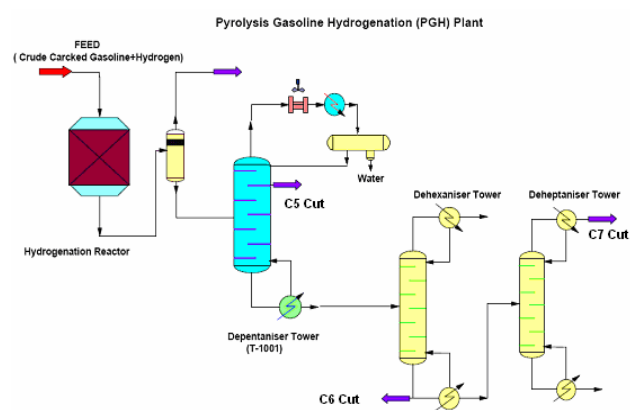 Pyrolysis Gasoline Hydrogenation (PGH) Plant
FEED
( Crude Carcked Gasoline+Hydrogen)
Water
C5 Cut
Dehexaniser Tower
Deheptaniser Tower
C7 Cut
Hydrogenation Reactor
Depentaniser Tower
(T-1001)
C6 Cut